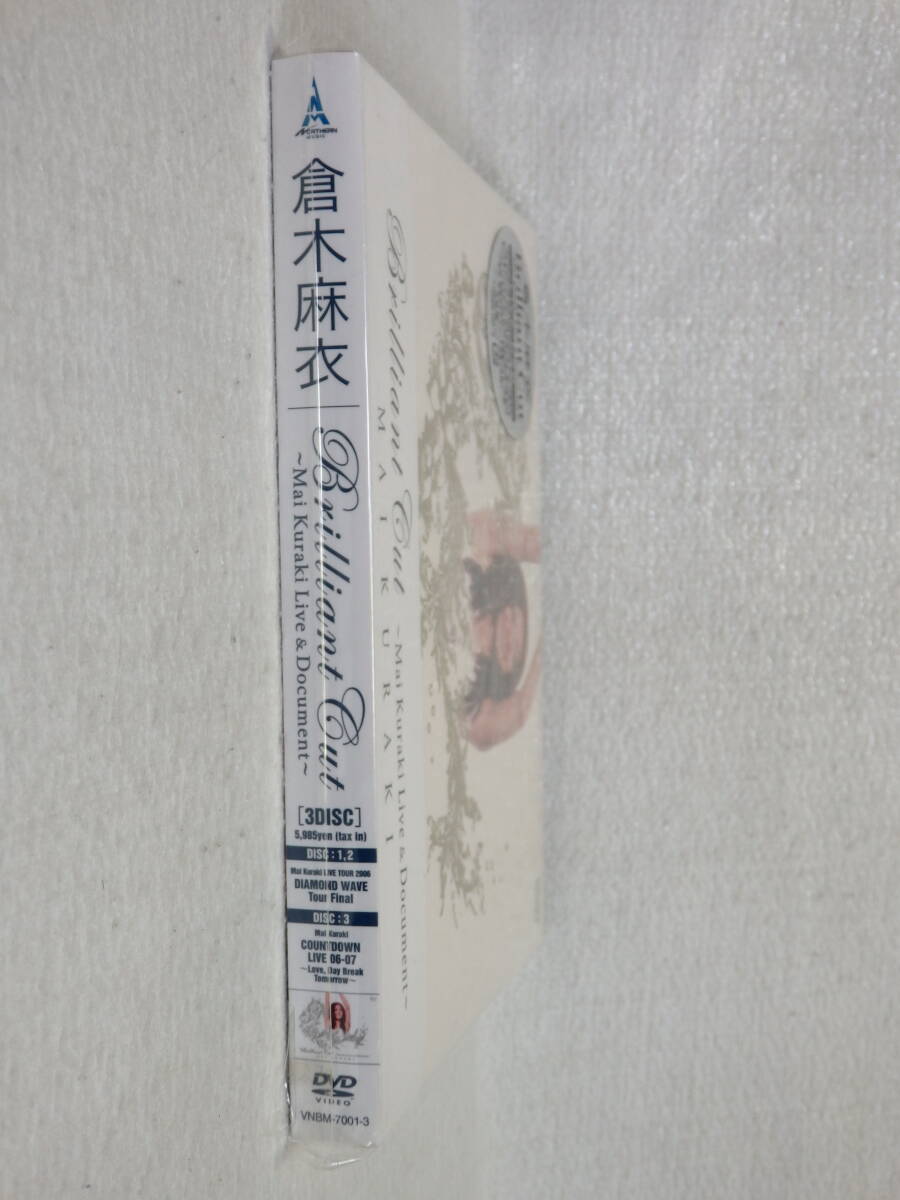 NORTHERN
MUSIC
倉木麻衣
Brilliant Cut
~Mai Kuraki Live & Document~
[3DISC]
5,985yen (tax in)
DISC : 1,2
Mai Kuraki LIVE TOUR 2006
DIAMOND WAVE
Tour Final
DISC : 3
Mai Kuraki
COUNTDOWN
LIVE 06-07
~Love, Day Break
Tomorrow~
DVD
VIDEO
VNBM-7001-3
Brilliant Cut ~Mai Kuraki Live & Document~
MAI KURAKI
Brilliant Cut